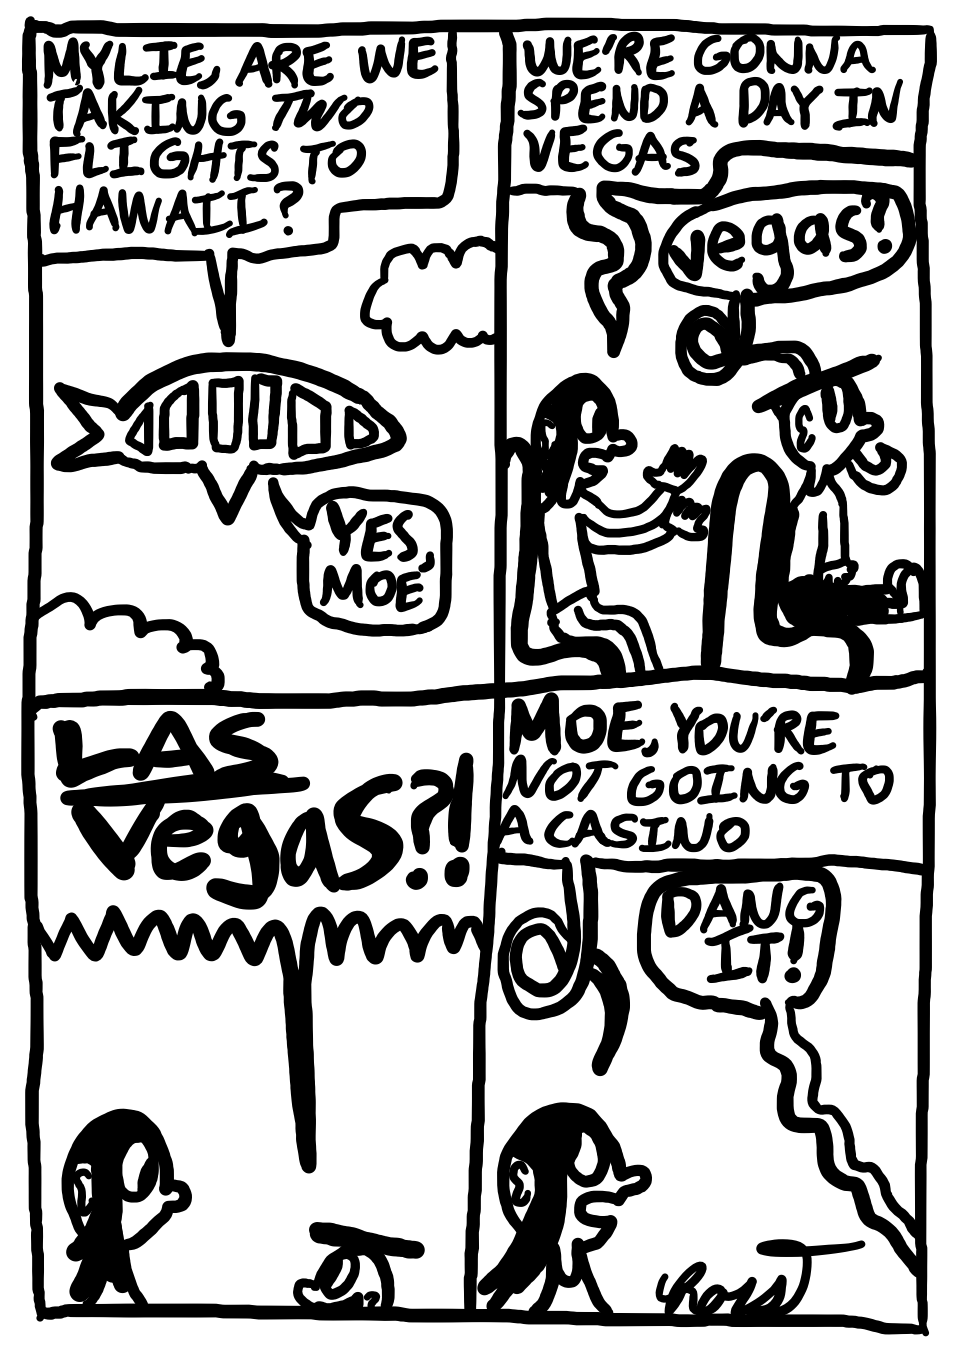 MYLIE, ARE WE
TAKING TWO
FLIGHTS TO
HAWAII?
YES,
MOE
WE'RE GONNA
SPEND A DAY IN
VEGAS
Vegas?
LAS
Vegas?!
MOE, YOU'RE
NOT GOING TO
A CASINO
DANG
IT!